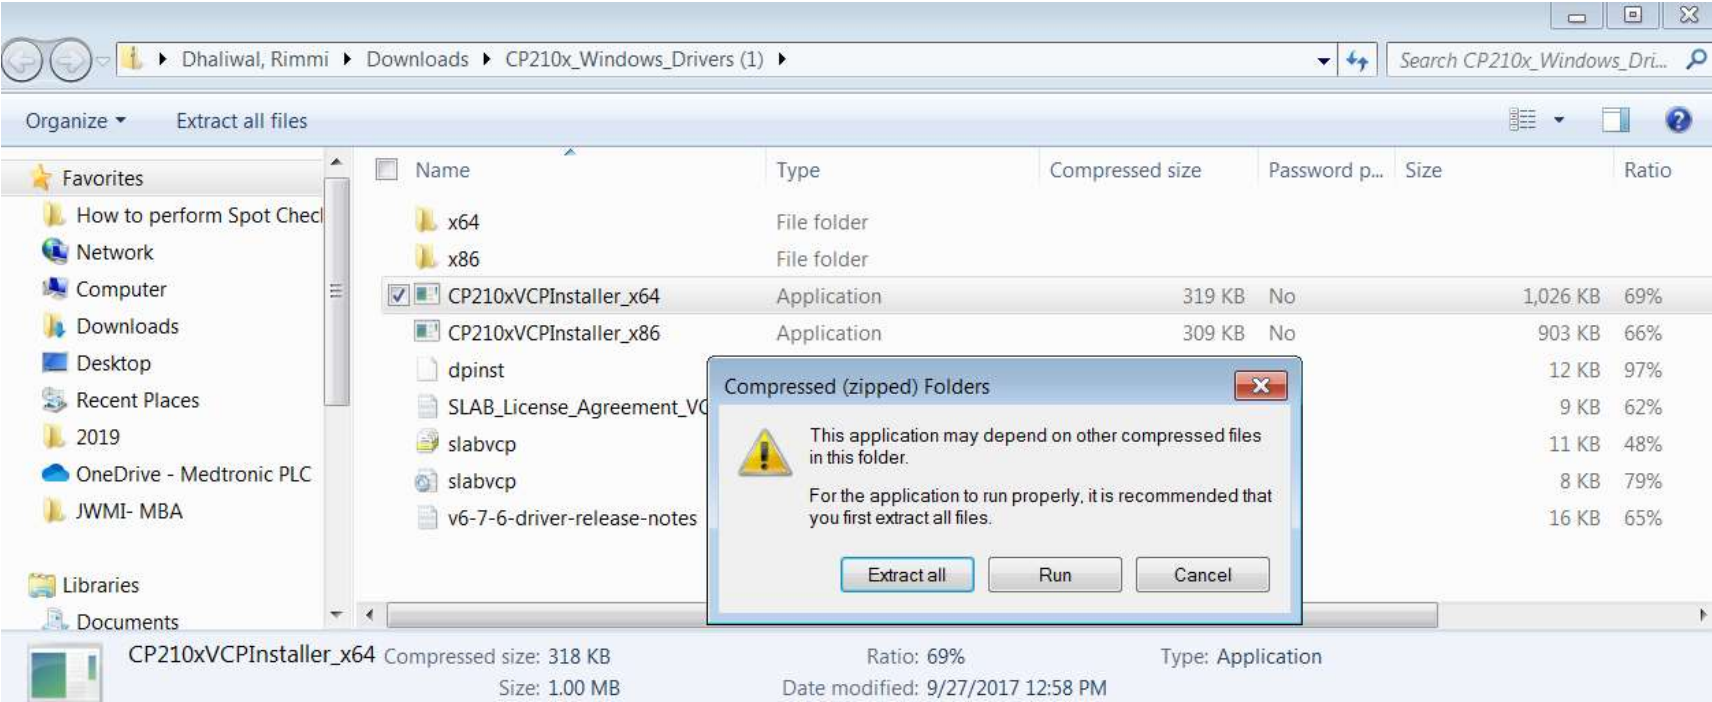 Dhaliwal, Rimmi Downloads CP210x_Windows_Drivers (1) Search CP210x_Windows_Dri...
Organize Extract all files
Name Type Compressed size Password p... Size Ratio
Favorites
How to perform Spot Chec
Network
Computer
Downloads
Desktop
Recent Places
2019
OneDrive - Medtronic PLC
JWMI- MBA
Libraries
Documents
x64 File folder
x86 File folder
CP210xVCPInstaller_x64 Application 319 KB No 1,026 KB 69%
CP210xVCPInstaller_x86 Application 309 KB No 903 KB 66%
dpinst 12 KB 97%
SLAB_License_Agreement_VC 9 KB 62%
slabvcp 11 KB 48%
slabvcp 8 KB 79%
v6-7-6-driver-release-notes 16 KB 65%
Compressed (zipped) Folders
This application may depend on other compressed files
in this folder.
For the application to run properly, it is recommended that
you first extract all files.
Extract all Run Cancel
CP210xVCPInstaller_x64 Compressed size: 318 KB Ratio: 69% Type: Application
Size: 1.00 MB Date modified: 9/27/2017 12:58 PM